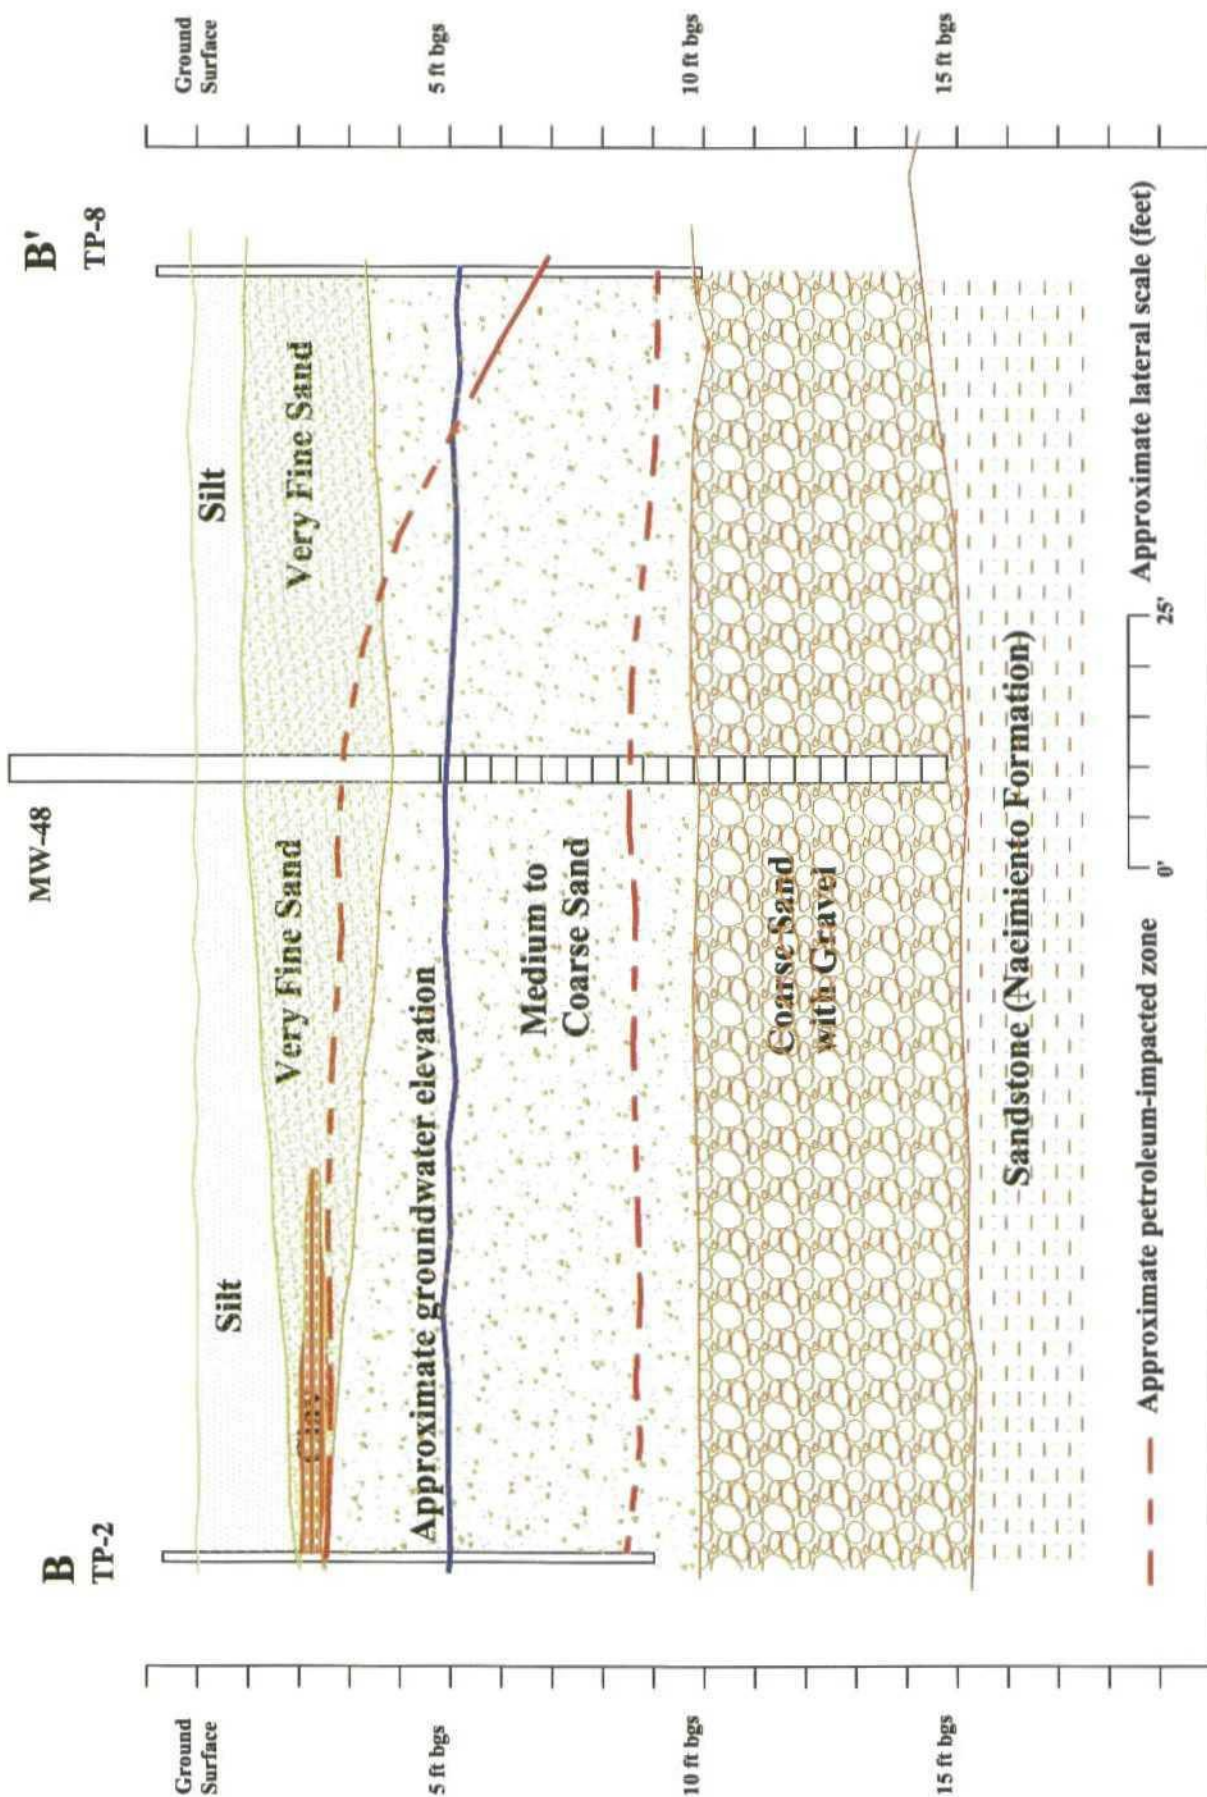 B
TP-2
MW-48
B'
TP-8
Ground
Surface
5 ft bgs
10 ft bgs
15 ft bgs
Ground
Surface
5 ft bgs
10 ft bgs
15 ft bgs
Silt
Silt
Very Fine Sand
Very Fine Sand
Approximate groundwater elevation
Medium to
Coarse Sand
Coarse Sand
with Gravel
Sandstone (Nacimiento Formation)
Approximate petroleum-impacted zone
0'
25'
Approximate lateral scale (feet)